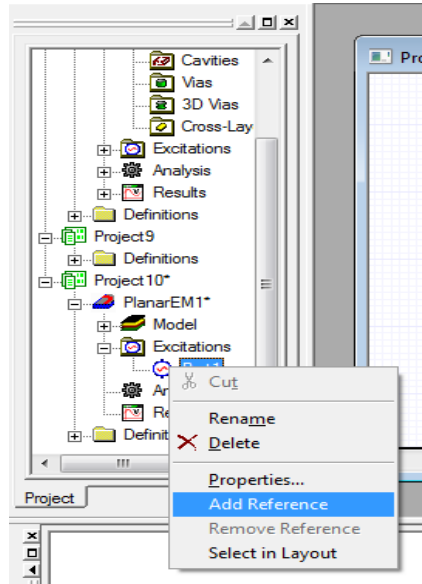 Cavities
Pro
Vias
3D Vias
Cross-Lay
Excitations
Analysis
Results
Definitions
Project9
Definitions
Project10*
PlanarEM1*
Model
Excitations
Cut
Rename
Definit
Delete
Properties...
Project
Add Reference
Remove Reference
Select in Layout